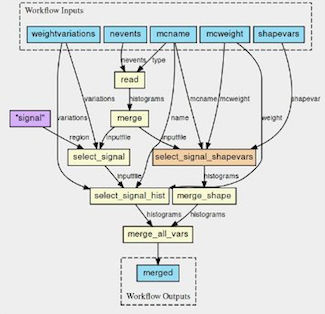 Workflow Inputs
weightvariations nevents mcname mcweight shapevars
nevents type
read
histograms
"signal" variations variations merge name mcname mcweight weight shapevar
region inputfile inputfile
select_signal select_signal_shapevars
inputfile histograms
select_signal_hist merge_shape
histograms histograms
merge_all_vars
merged
Workflow Outputs